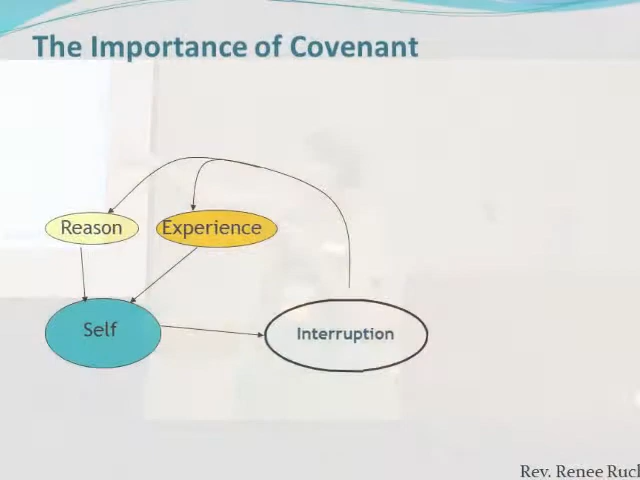 The Importance of Covenant
Reason
Experience
Self
Interruption
Rev. Renee